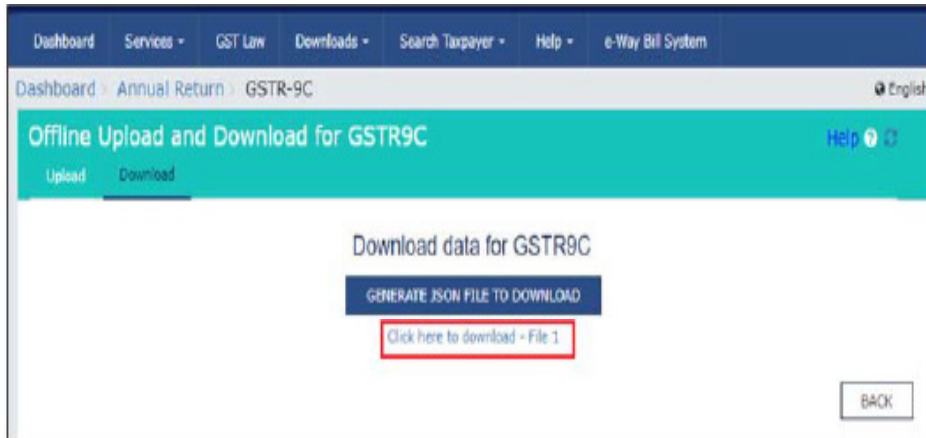 Dashboard Services GST Law Downloads Search Taxpayer Help e-Way Bill System
Dashboard > Annual Return > GSTR-9C English
Offline Upload and Download for GSTR9C Help ?
Upload Download
Download data for GSTR9C
GENERATE JSON FILE TO DOWNLOAD
Click here to download - File 1
BACK